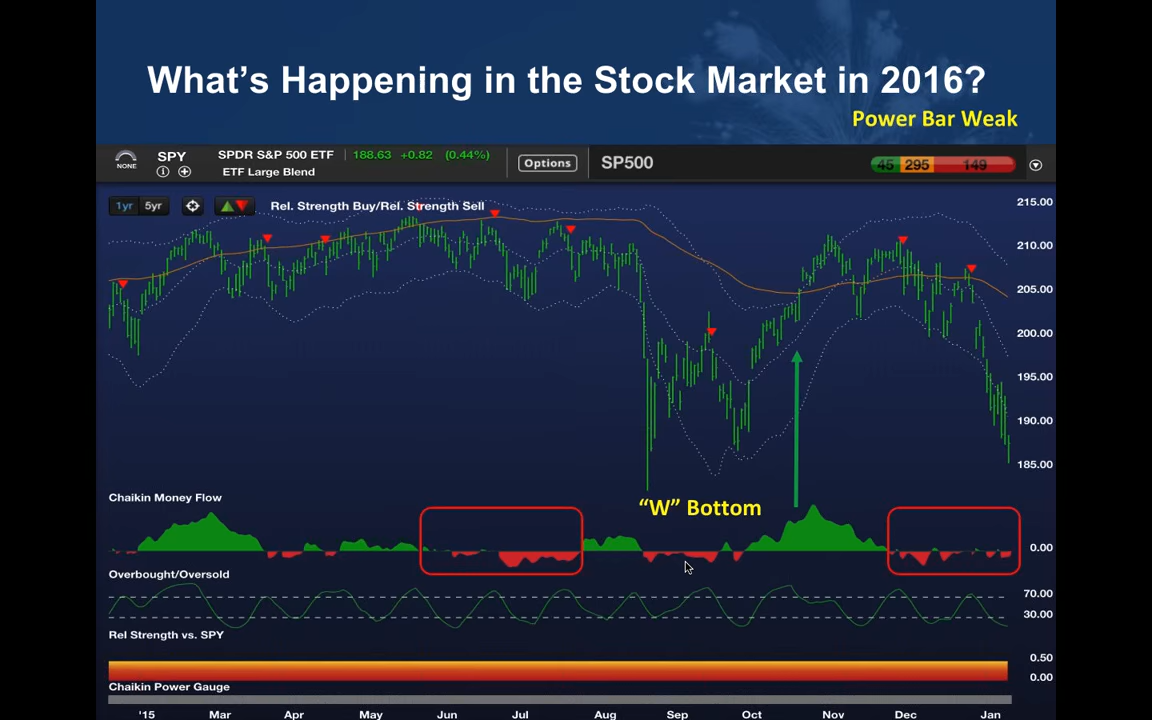 What's Happening in the Stock Market in 2016?
Power Bar Weak
NONE
SPY
SPDR S&P 500 ETF
188.63 +0.82 (0.44%)
ETF Large Blend
Options
SP500
45 295 149
1yr 5yr
Rel. Strength Buy/Rel. Strength Sell
215.00
210.00
205.00
200.00
195.00
190.00
185.00
Chaikin Money Flow
“W” Bottom
0.00
Overbought/Oversold
70.00
30.00
Rel Strength vs. SPY
0.50
0.00
Chaikin Power Gauge
'15 Mar Apr May Jun Jul Aug Sep Oct Nov Dec Jan